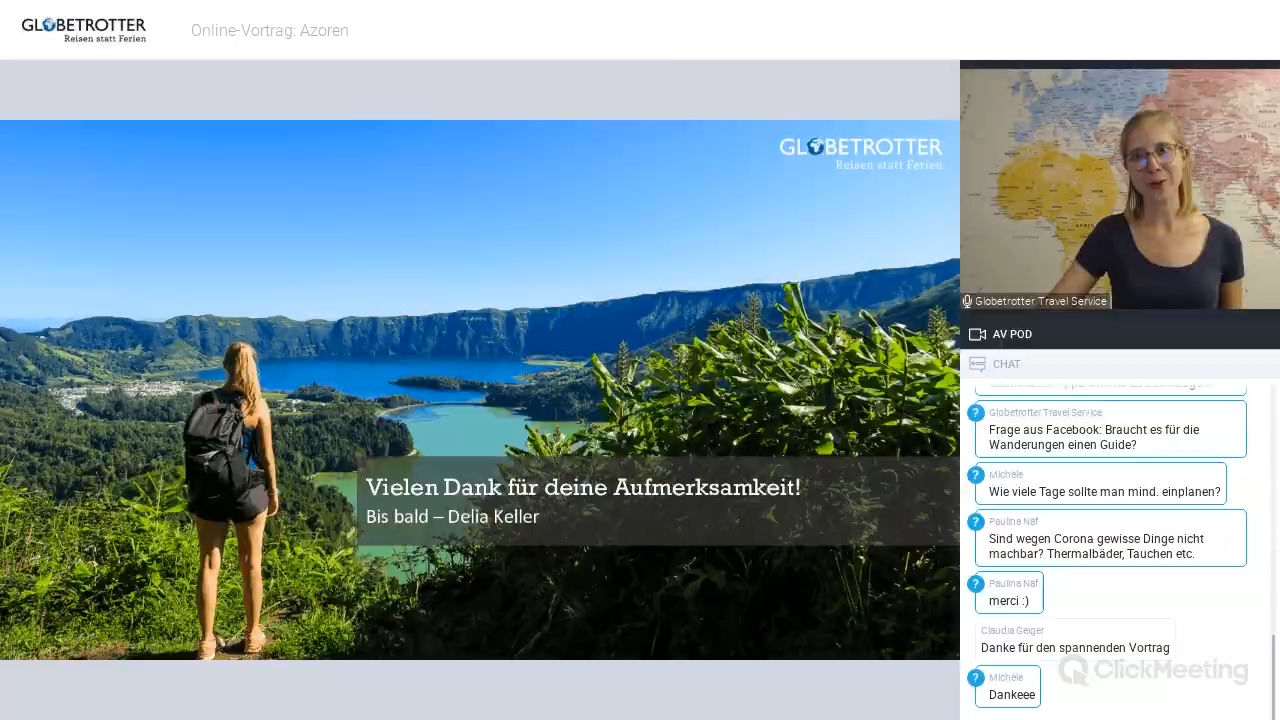 GLOBETROTTER
Reisen statt Ferien
Online-Vortrag: Azoren
GLOBETROTTER
Reisen statt Ferien
Vielen Dank für deine Aufmerksamkeit!
Bis bald – Delia Keller
Globetrotter Travel Service
AV POD
CHAT
Globetrotter Travel Service
Frage aus Facebook: Braucht es für die
Wanderungen einen Guide?
Michèle
Wie viele Tage sollte man mind. einplanen?
Paulina Näf
Sind wegen Corona gewisse Dinge nicht
machbar? Thermalbäder, Tauchen etc.
Paulina Näf
merci :)
Claudia Geiger
Danke für den spannenden Vortrag
ClickMeeting
Michèle
Dankeee